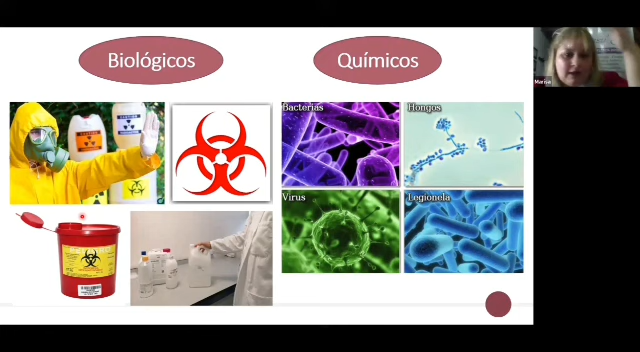 Biológicos
Químicos
Bacterias
Hongos
Virus
Legionela
Marisa